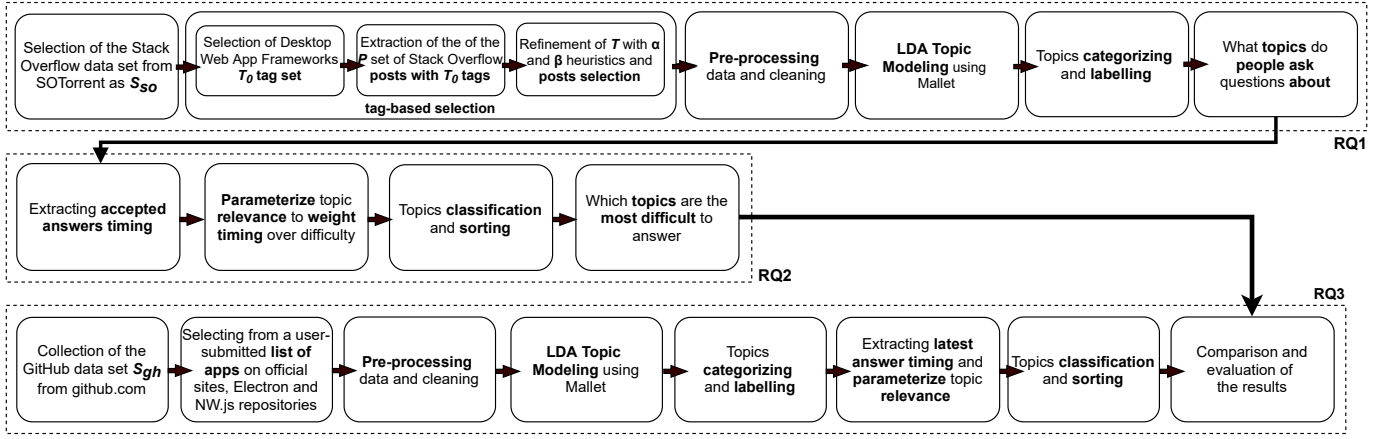 Selection of the Stack
Overflow data set from
SOTorrent as Sso
Selection of Desktop
Web App Frameworks
T0 tag set
Extraction of the of the
P set of Stack Overflow
posts with T0 tags
Refinement of T with α
and β heuristics and
posts selection
tag-based selection
Pre-processing
data and cleaning
LDA Topic
Modeling using
Mallet
Topics categorizing
and labelling
What topics do
people ask
questions about
RQ1
Extracting accepted
answers timing
Parameterize topic
relevance to weight
timing over difficulty
Topics classification
and sorting
Which topics are the
most difficult to
answer
RQ2
RQ3
Collection of the
GitHub data set Sgh
from github.com
Selecting from a user-
submitted list of
apps on official
sites, Electron and
NW.js repositories
Pre-processing
data and cleaning
LDA Topic
Modeling using
Mallet
Topics
categorizing
and labelling
Extracting latest
answer timing and
parameterize topic
relevance
Topics classification
and sorting
Comparison and
evaluation of
the results